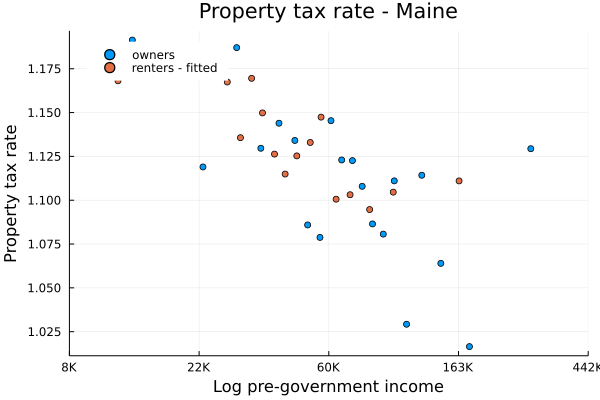 Property tax rate - Maine
owners
renters - fitted
Property tax rate
1.175
1.150
1.125
1.100
1.075
1.050
1.025
8K 22K 60K 163K 442K
Log pre-government income